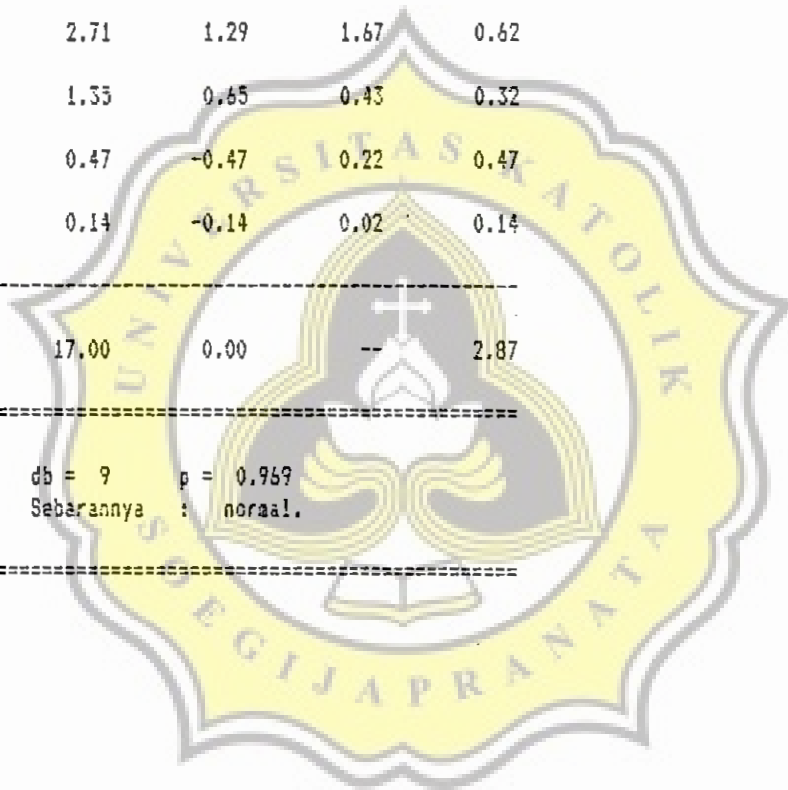 2.71 1.29 1.67 0.62
1.33 0.65 0.43 0.32
0.47 -0.47 0.22 0.47
0.14 -0.14 0.02 0.14
------------------------------------------------
17.00 0.00 -- 2.87
================================================
db = 9 p = 0.969
Sebarannya : normal.
================================================
UNIVERSITAS KATOLIK
SOEGIJAPRANATA